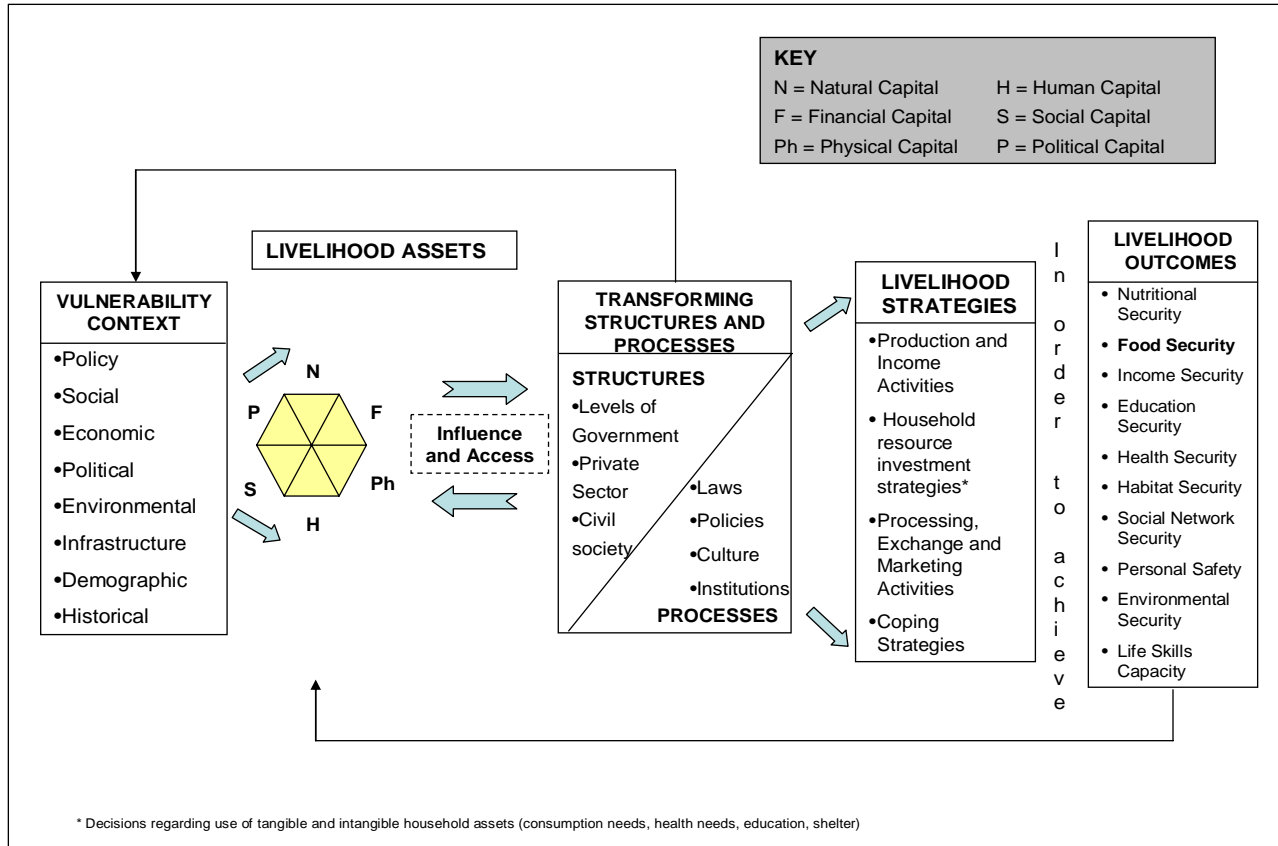 KEY
N = Natural Capital H = Human Capital
F = Financial Capital S = Social Capital
Ph = Physical Capital P = Political Capital
LIVELIHOOD ASSETS
VULNERABILITY
CONTEXT
•Policy
•Social
•Economic
•Political
•Environmental
•Infrastructure
•Demographic
•Historical
N
P F
S Ph
H
Influence
and Access
TRANSFORMING
STRUCTURES AND
PROCESSES
STRUCTURES
•Levels of
Government
•Private
Sector
•Civil
society
•Laws
•Policies
•Culture
•Institutions
PROCESSES
LIVELIHOOD
STRATEGIES
•Production and
Income
Activities
• Household
resource
investment
strategies*
•Processing,
Exchange and
Marketing
Activities
•Coping
Strategies
In order to achieve
LIVELIHOOD
OUTCOMES
• Nutritional
Security
• Food Security
• Income Security
• Education
Security
• Health Security
• Habitat Security
• Social Network
Security
• Personal Safety
• Environmental
Security
• Life Skills
Capacity
* Decisions regarding use of tangible and intangible household assets (consumption needs, health needs, education, shelter)